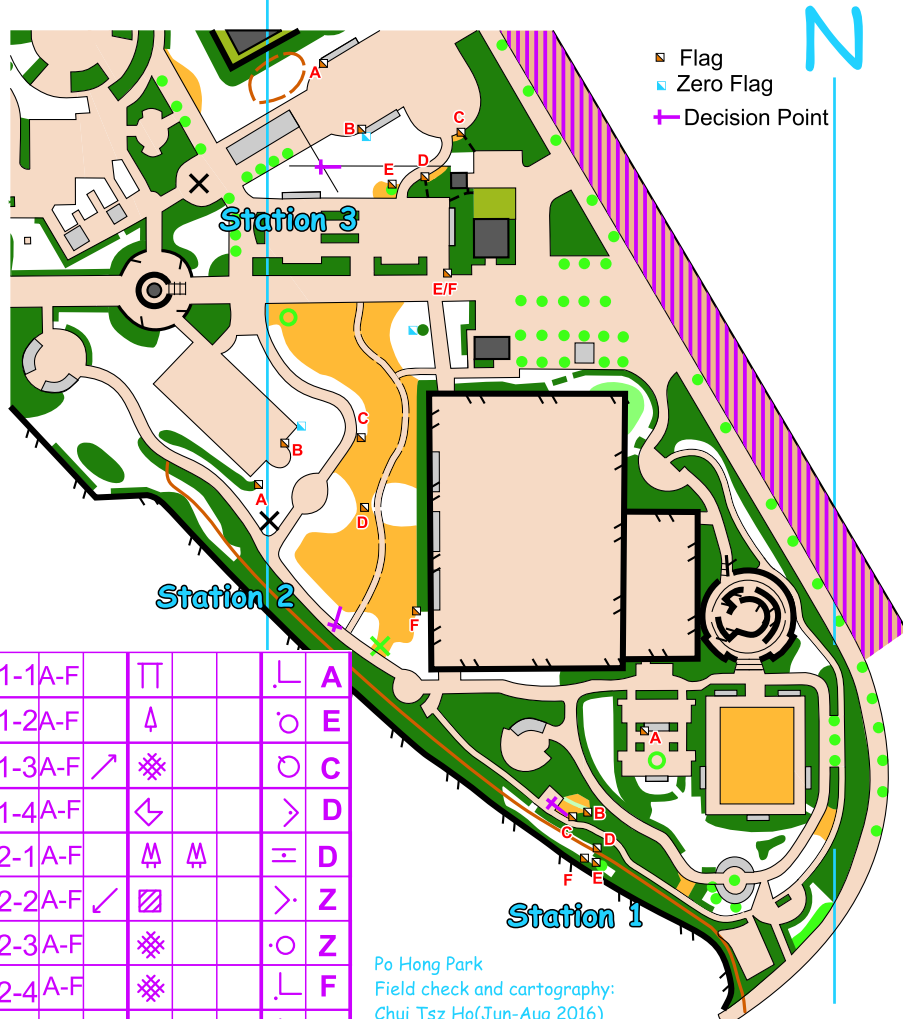 N
Flag
Zero Flag
Decision Point
A
B
C
D
E
Station 3
E/F
C
B
A
D
Station 2
F
A
B
C
D
F
E
Station 1
1-1 A-F A
1-2 A-F E
1-3 A-F C
1-4 A-F D
2-1 A-F D
2-2 A-F Z
2-3 A-F Z
2-4 A-F F
Po Hong Park
Field check and cartography:
Chui Tsz Ho(Jun-Aug 2016)